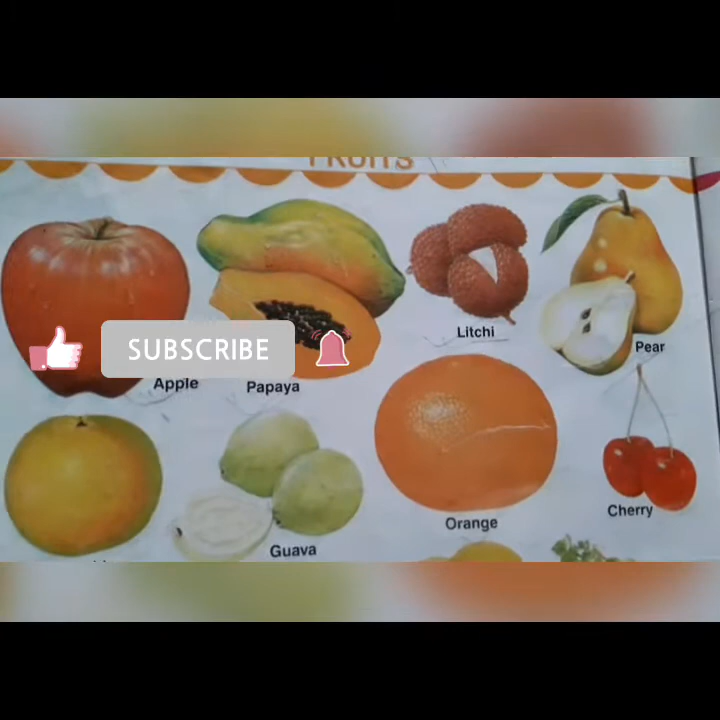 FRUITS
Litchi
Pear
SUBSCRIBE
Apple
Papaya
Cherry
Orange
Guava